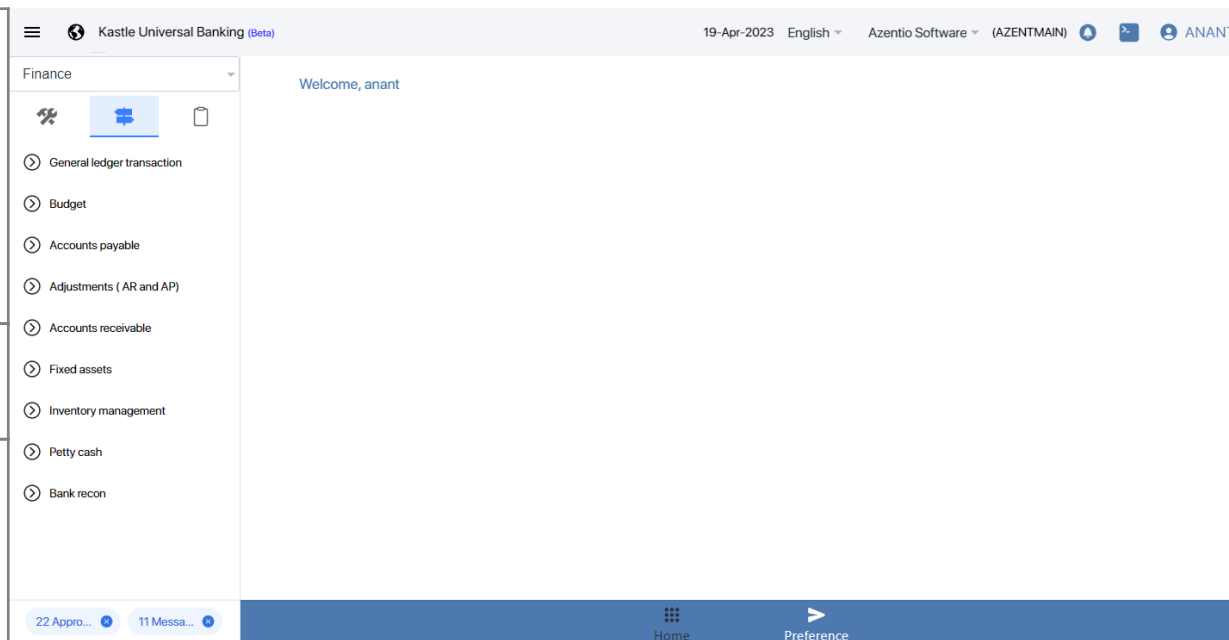 Kastle Universal Banking (Beta) 19-Apr-2023 English Azentio Software (AZENTMAIN) ANANT
Finance
Welcome, anant
General ledger transaction
Budget
Accounts payable
Adjustments ( AR and AP)
Accounts receivable
Fixed assets
Inventory management
Petty cash
Bank recon
22 Appro... 11 Messa...
Home Preference